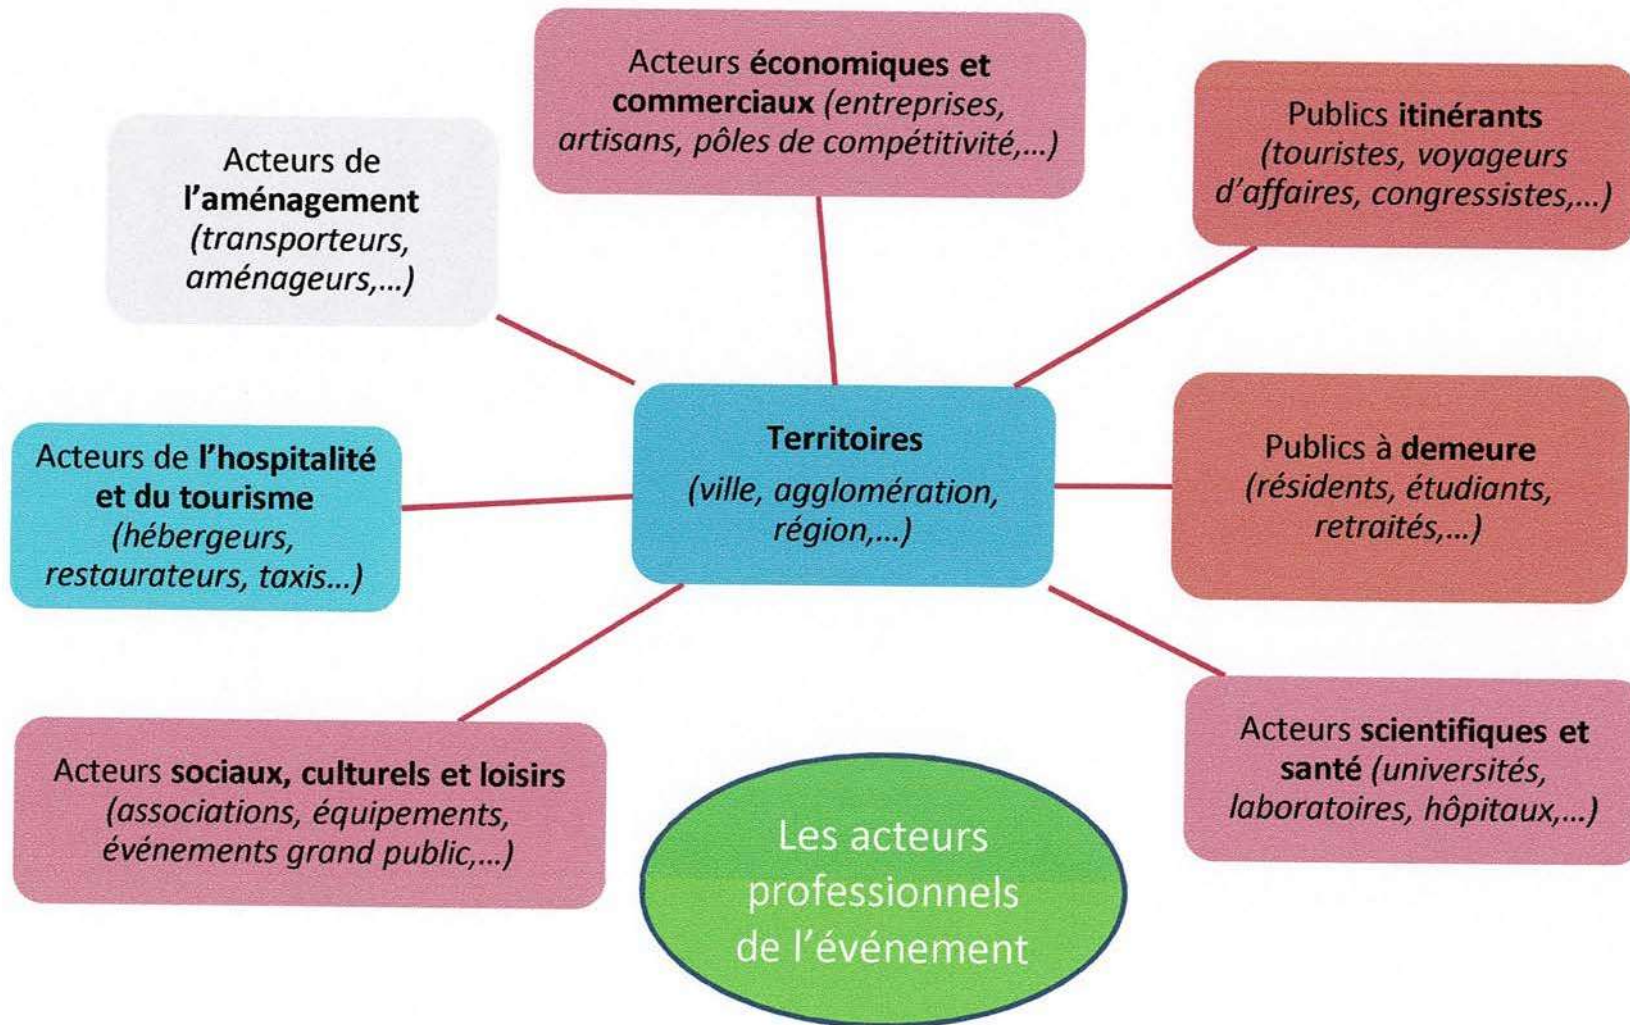 Acteurs économiques et
commerciaux (entreprises,
artisans, pôles de compétitivité,...)
Publics itinérants
(touristes, voyageurs
d'affaires, congressistes,...)
Acteurs de
l'aménagement
(transporteurs,
aménageurs,...)
Acteurs de l'hospitalité
et du tourisme
(hébergeurs,
restaurateurs, taxis...)
Territoires
(ville, agglomération,
région,...)
Publics à demeure
(résidents, étudiants,
retraités,...)
Acteurs sociaux, culturels et loisirs
(associations, équipements,
événements grand public,...)
Les acteurs
professionnels
de l'événement
Acteurs scientifiques et
santé (universités,
laboratoires, hôpitaux,...)